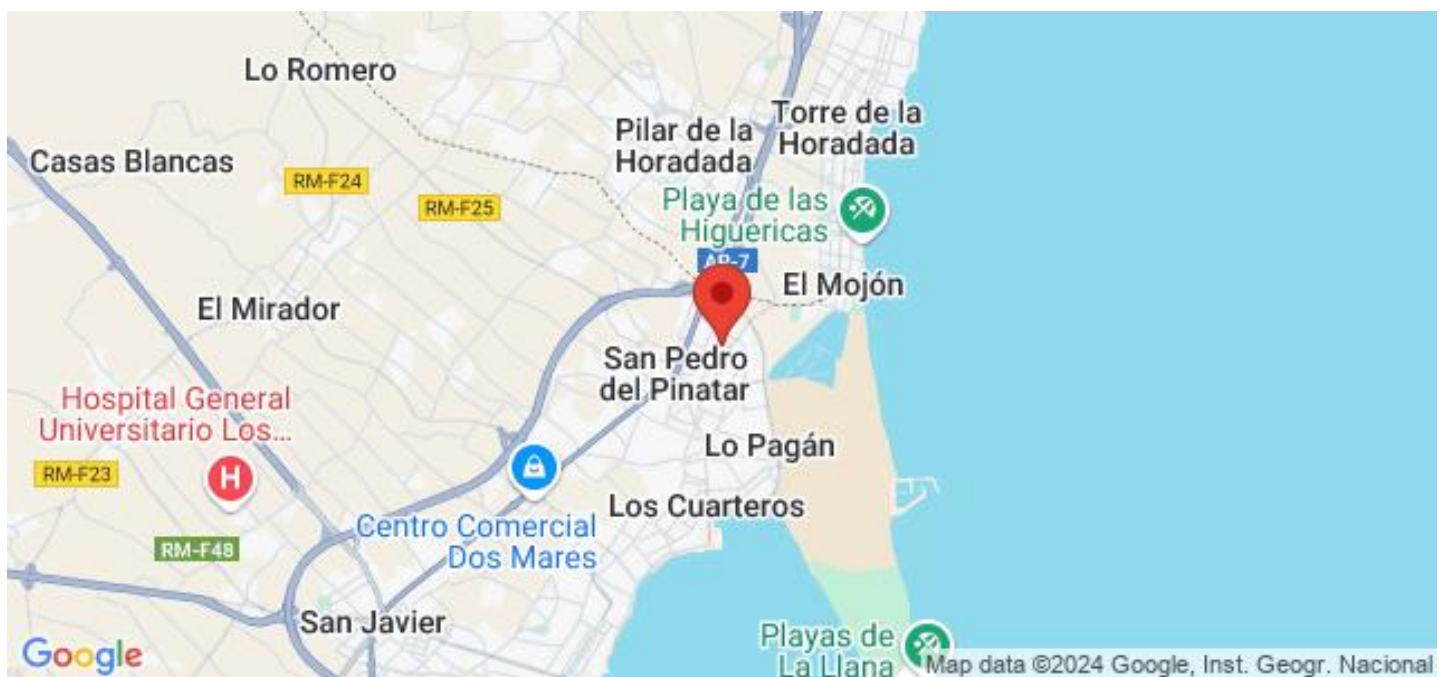 Lo Romero
Torre de la
Horadada
Pilar de la
Horadada
Casas Blancas
RM-F24
RM-F25
Playa de las
Higuericas
AP-7
El Mojón
El Mirador
San Pedro
del Pinatar
Hospital General
Universitario Los...
H
Lo Pagán
RM-F23
Los Cuarteros
Centro Comercial
Dos Mares
RM-F48
San Javier
Playas de
La Llana
Google
Map data ©2024 Google, Inst. Geogr. Nacional